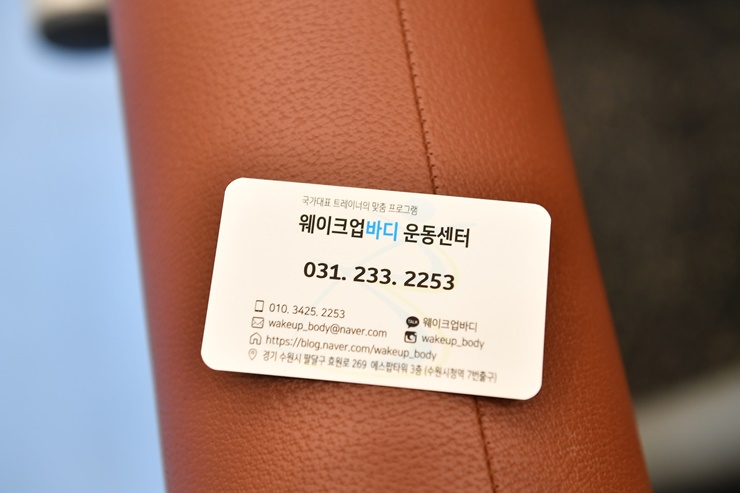 국가대표 트레이너의 맞춤 프로그램
웨이크업바디 운동센터
031. 233. 2253
010. 3425. 2253
TALK 웨이크업바디
wakeup_body@naver.com
wakeup_body
https://blog.naver.com/wakeup_body
경기 수원시 팔달구 효원로 269 에스팝타워 3층 (수원시청역 7번출구)